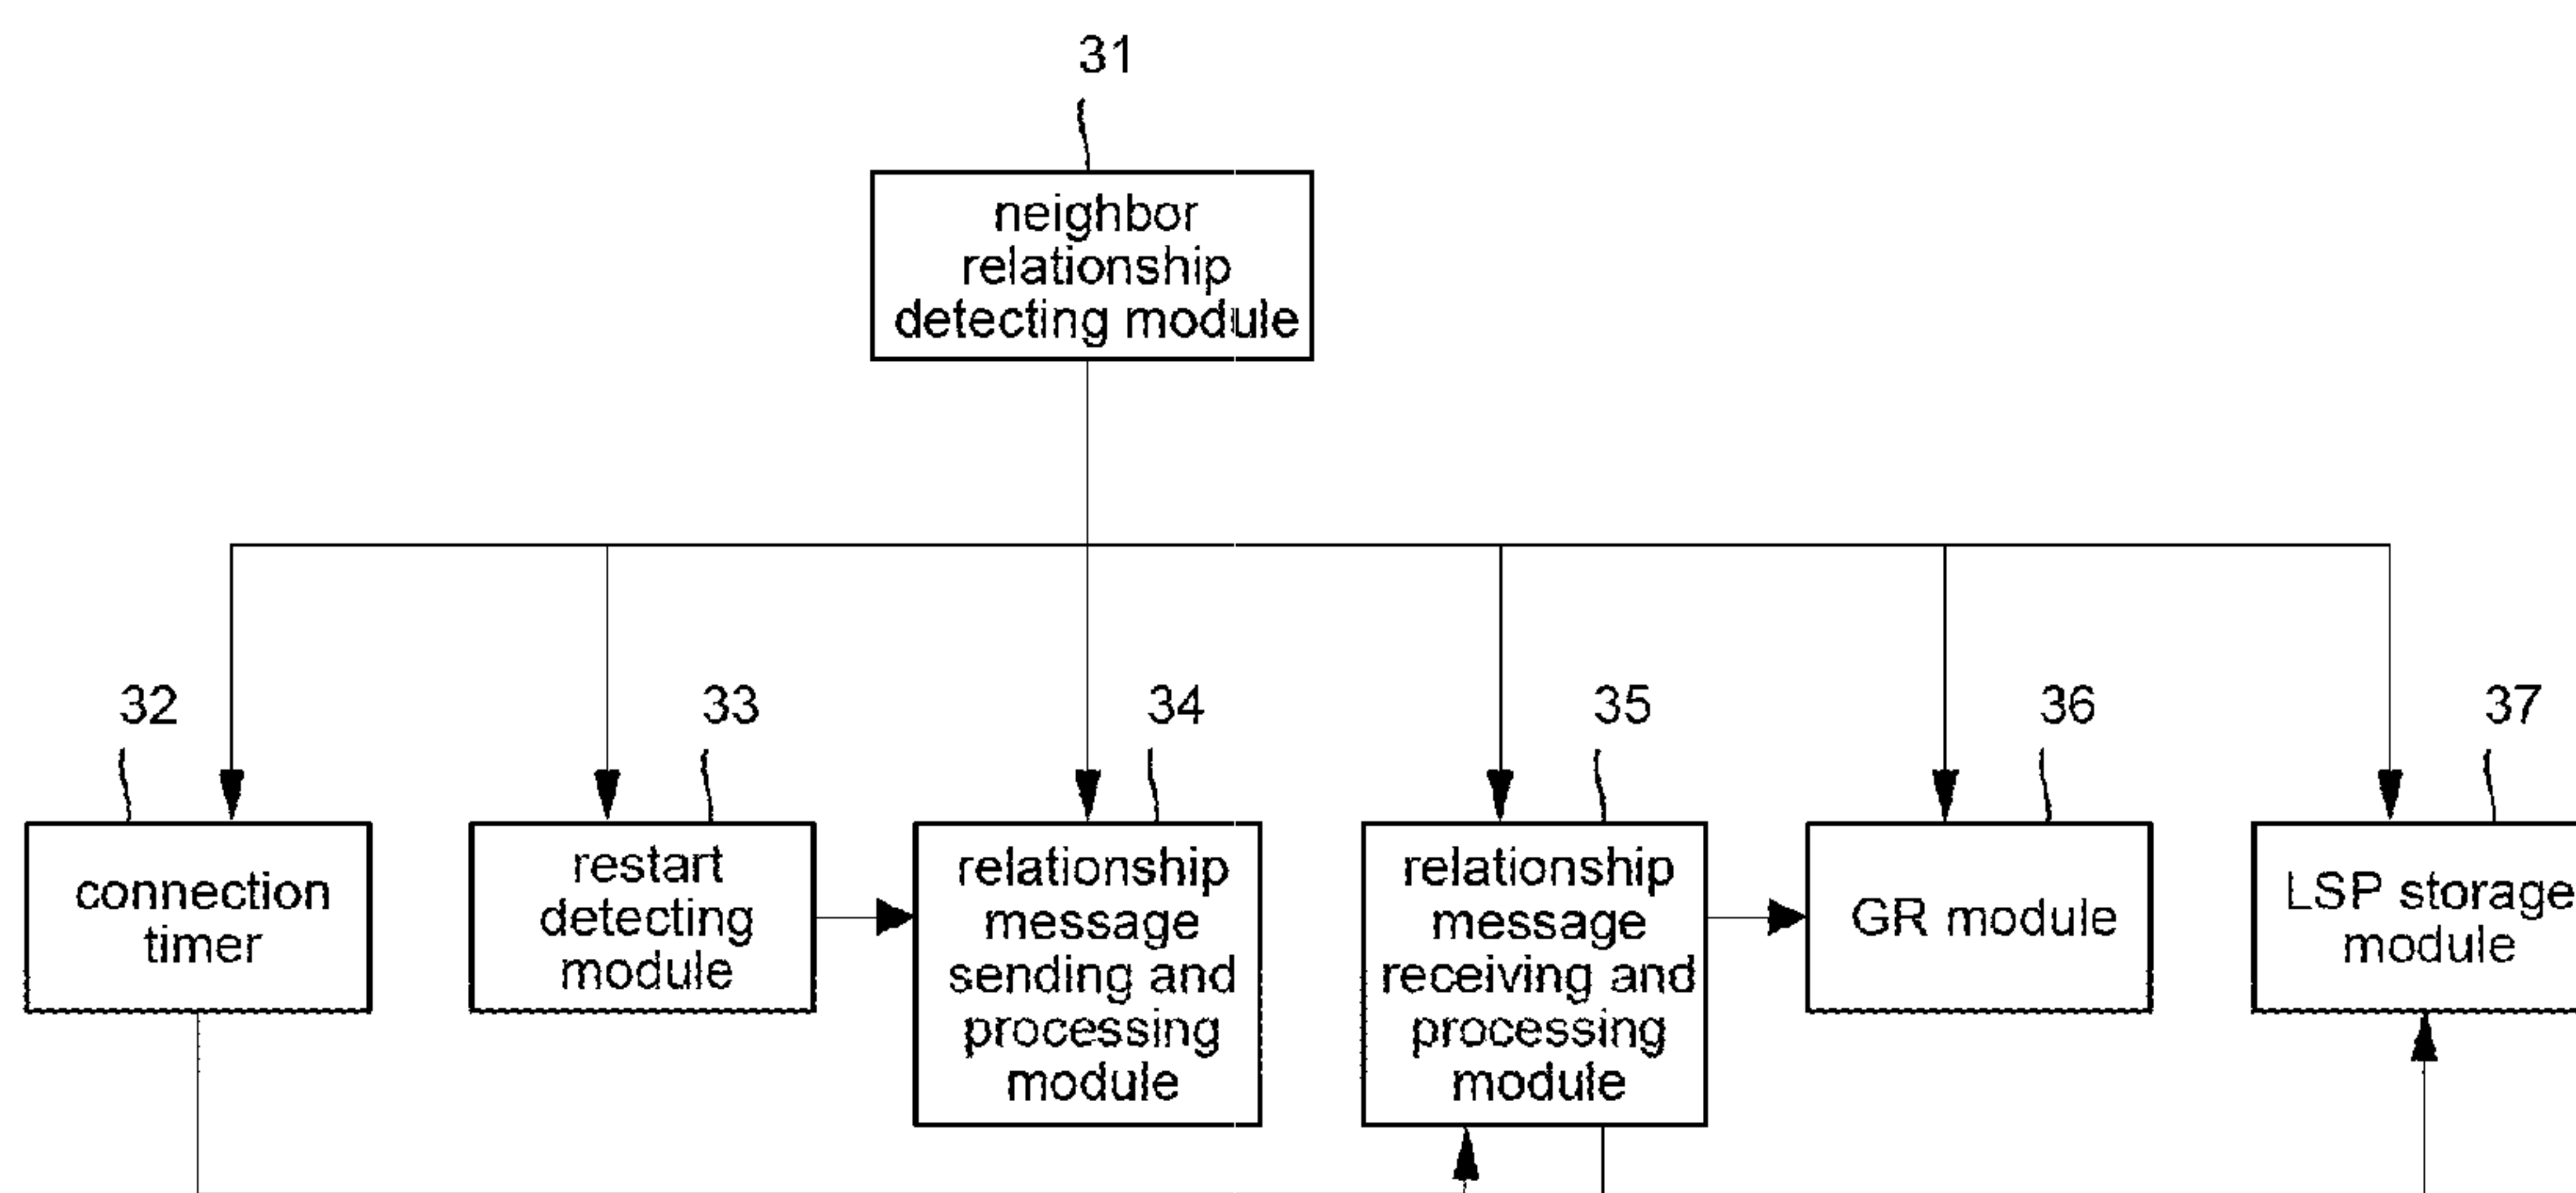 31
neighbor
relationship
detecting module
32
33
34
35
36
37
connection
timer
restart
detecting
module
relationship
message
sending and
processing
module
relationship
message
receiving and
processing
module
GR module
LSP storage
module